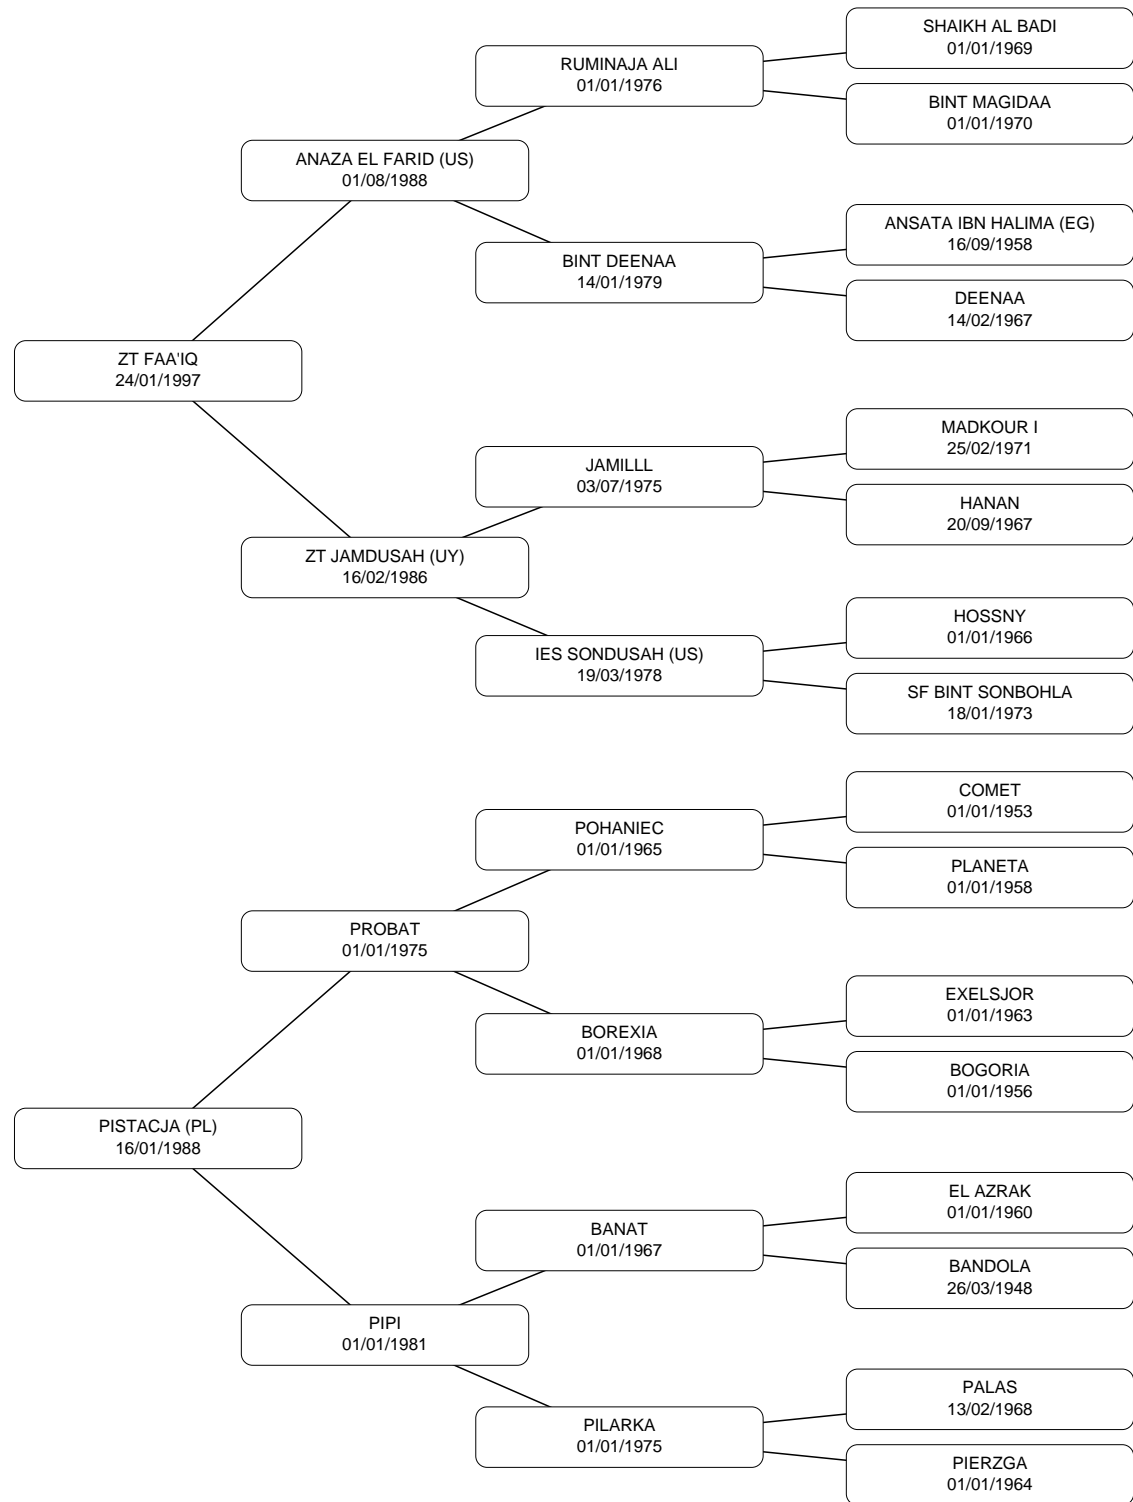 SHAIKH AL BADI
01/01/1969
RUMINAJA ALI
01/01/1976
BINT MAGIDAA
01/01/1970
ANAZA EL FARID (US)
01/08/1988
ANSATA IBN HALIMA (EG)
16/09/1958
BINT DEENAA
14/01/1979
DEENAA
14/02/1967
ZT FAA'IQ
24/01/1997
MADKOUR I
25/02/1971
JAMILLL
03/07/1975
HANAN
20/09/1967
ZT JAMDUSAH (UY)
16/02/1986
HOSSNY
01/01/1966
IES SONDUSAH (US)
19/03/1978
SF BINT SONBOHLA
18/01/1973
COMET
01/01/1953
POHANIEC
01/01/1965
PLANETA
01/01/1958
PROBAT
01/01/1975
EXELSJOR
01/01/1963
BOREXIA
01/01/1968
BOGORIA
01/01/1956
PISTACJA (PL)
16/01/1988
EL AZRAK
01/01/1960
BANAT
01/01/1967
BANDOLA
26/03/1948
PIPI
01/01/1981
PALAS
13/02/1968
PILARKA
01/01/1975
PIERZGA
01/01/1964